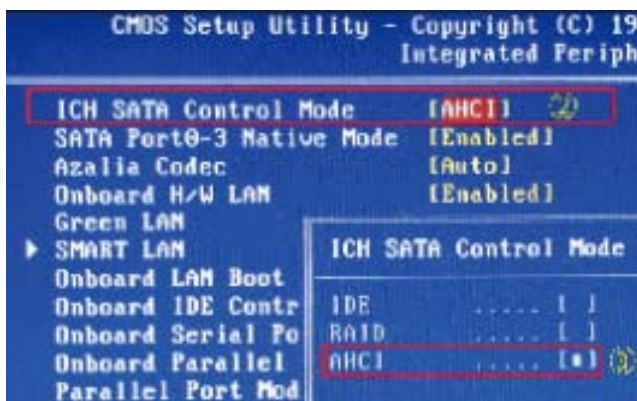 CMOS Setup Utility - Copyright (C) 19
Integrated Periph
ICH SATA Control Mode [AHCI]
SATA Port0-3 Native Mode [Enabled]
Azalia Codec [Auto]
Onboard H/W LAN [Enabled]
Green LAN
SMART LAN
Onboard LAN Boot
Onboard IDE Contr
Onboard Serial Po
Onboard Parallel
Parallel Port Mod
ICH SATA Control Mode
IDE ..... [ ]
RAID ..... [ ]
AHCI ..... [■]